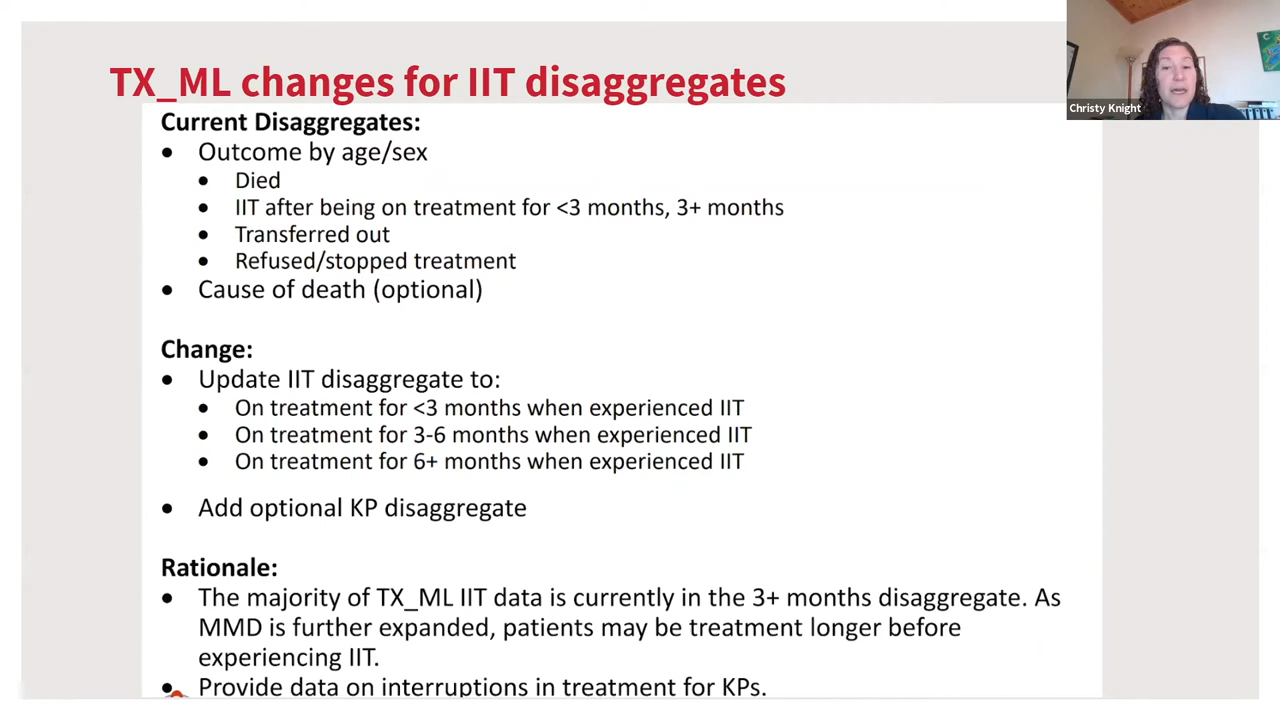 TX_ML changes for IIT disaggregates
Christy Knight
Current Disaggregates:
• Outcome by age/sex
• Died
• IIT after being on treatment for <3 months, 3+ months
• Transferred out
• Refused/stopped treatment
• Cause of death (optional)
Change:
• Update IIT disaggregate to:
• On treatment for <3 months when experienced IIT
• On treatment for 3-6 months when experienced IIT
• On treatment for 6+ months when experienced IIT
• Add optional KP disaggregate
Rationale:
• The majority of TX_ML IIT data is currently in the 3+ months disaggregate. As
MMD is further expanded, patients may be treatment longer before
experiencing IIT.
• Provide data on interruptions in treatment for KPs.